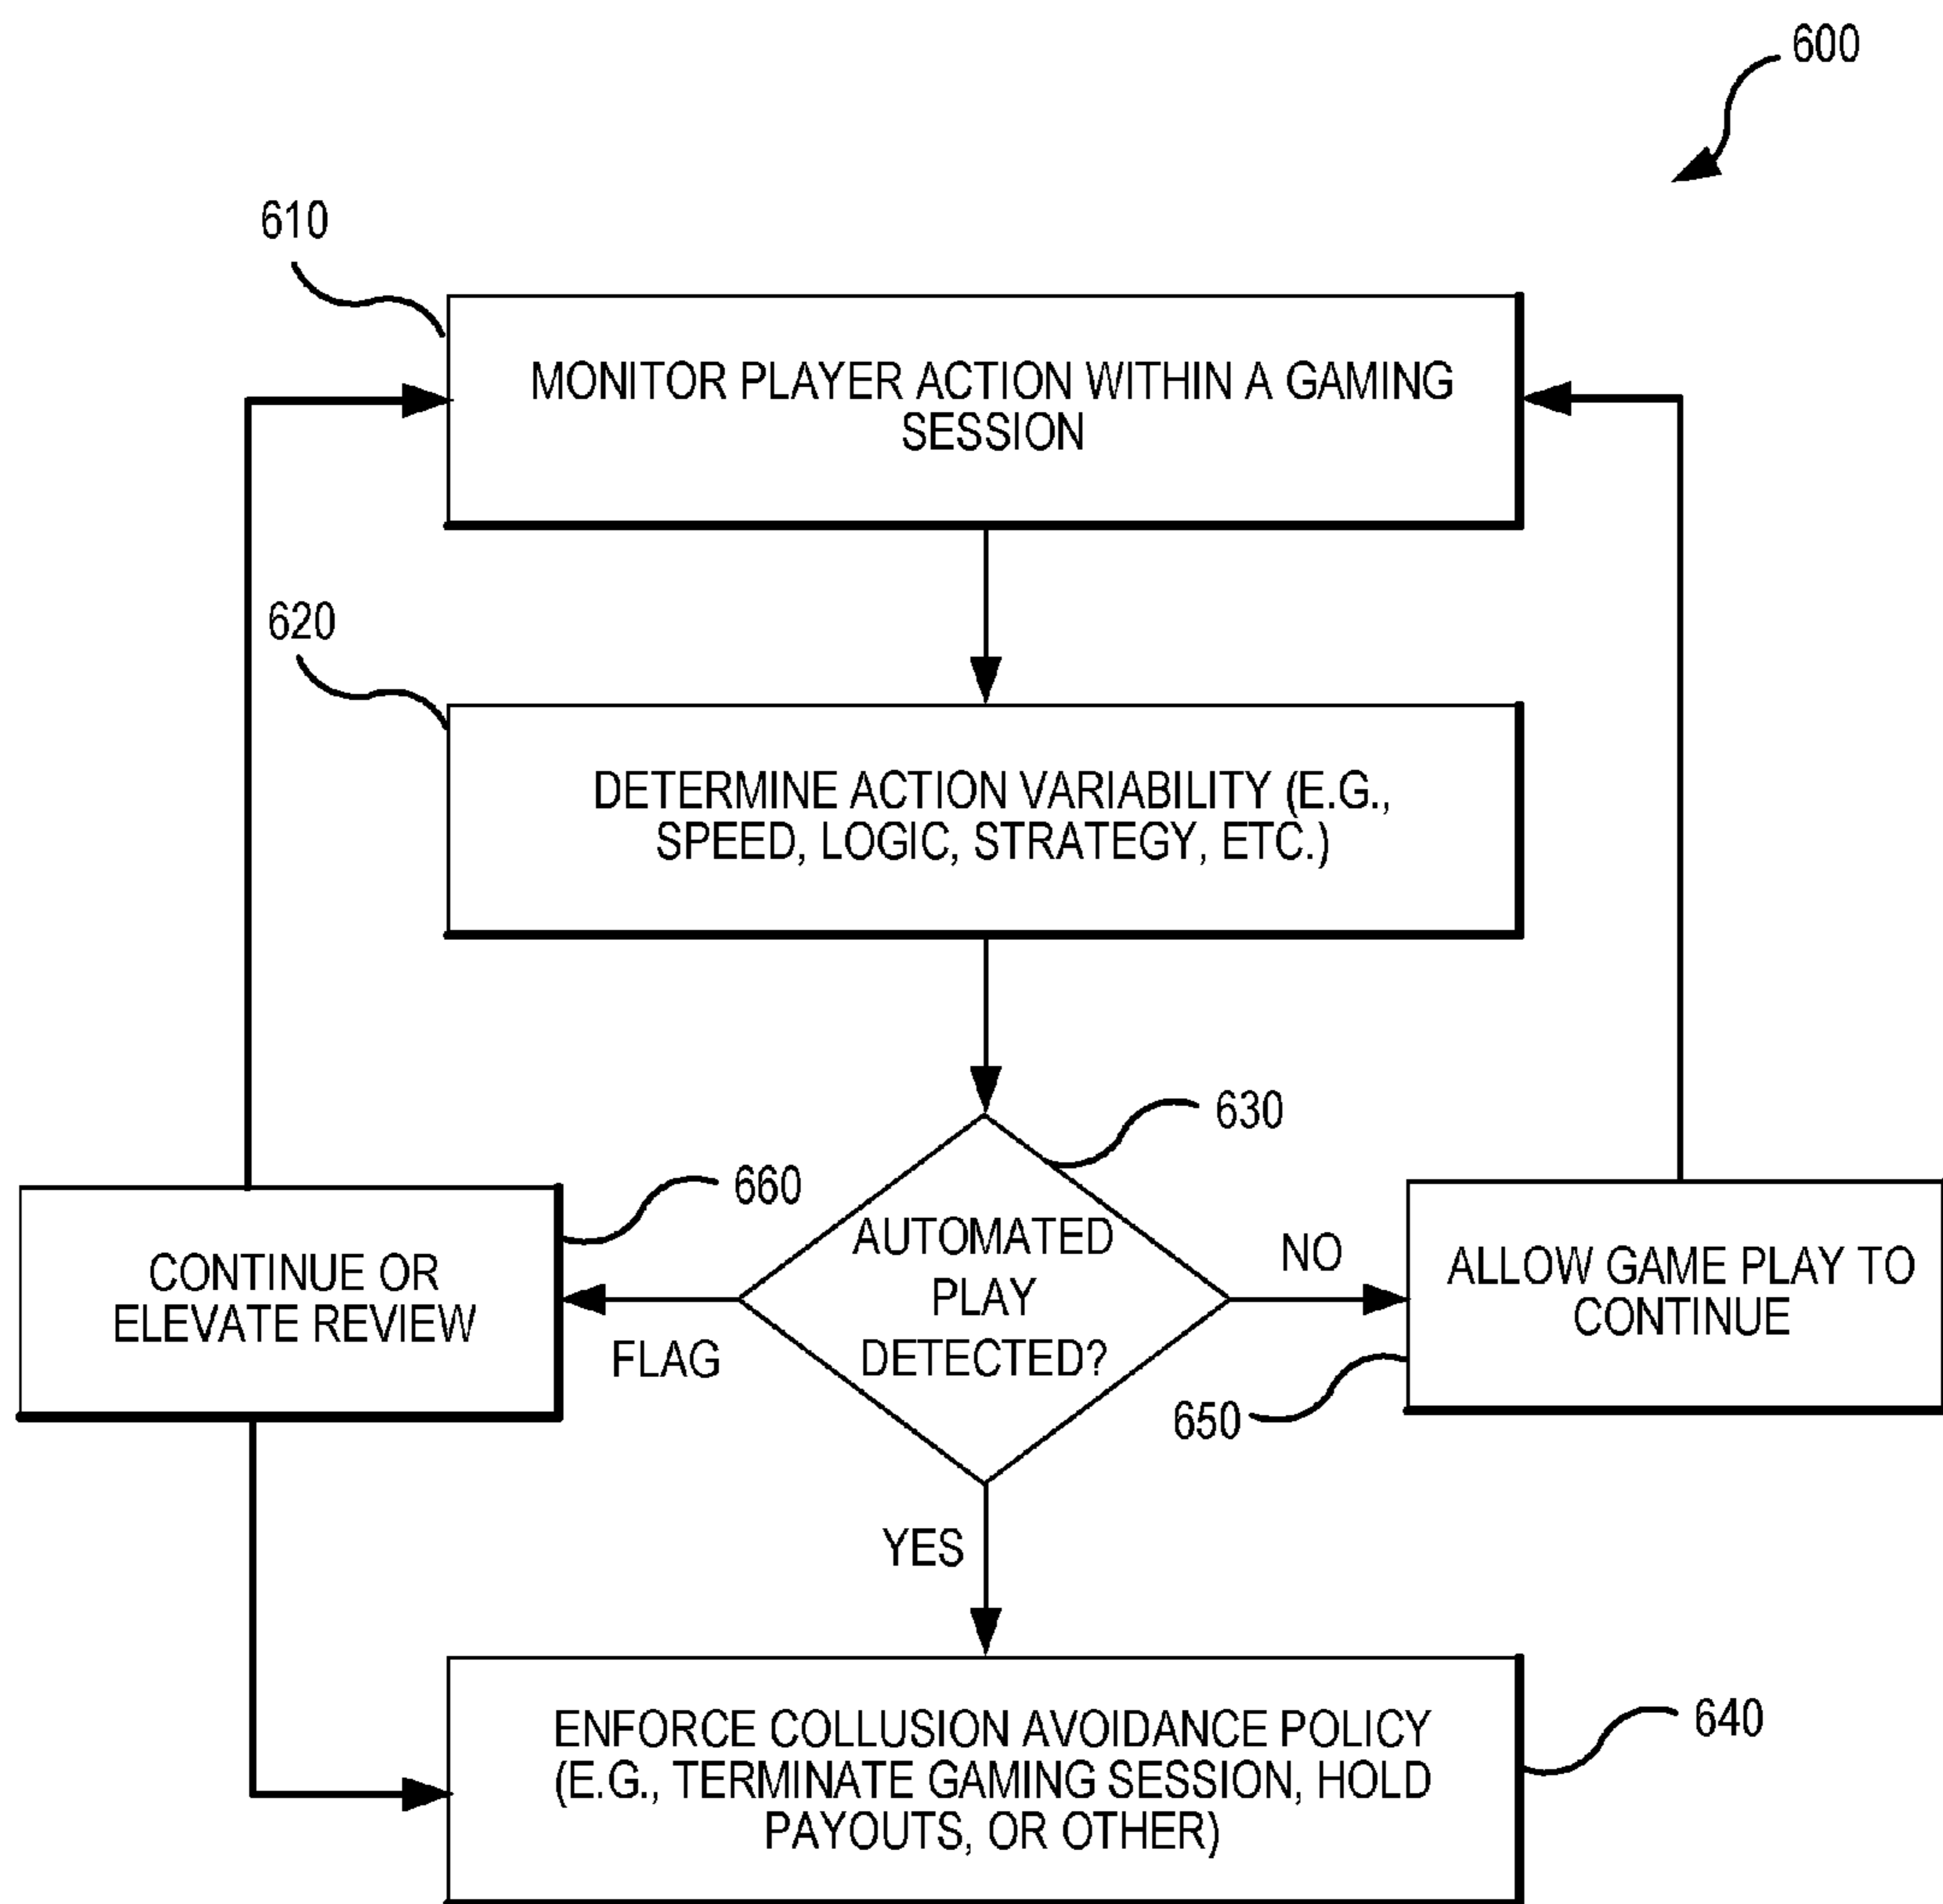 600
610
MONITOR PLAYER ACTION WITHIN A GAMING
SESSION
620
DETERMINE ACTION VARIABILITY (E.G.,
SPEED, LOGIC, STRATEGY, ETC.)
630
660
AUTOMATED
PLAY
DETECTED?
CONTINUE OR
ELEVATE REVIEW
FLAG
NO
ALLOW GAME PLAY TO
CONTINUE
650
YES
ENFORCE COLLUSION AVOIDANCE POLICY
(E.G., TERMINATE GAMING SESSION, HOLD
PAYOUTS, OR OTHER)
640